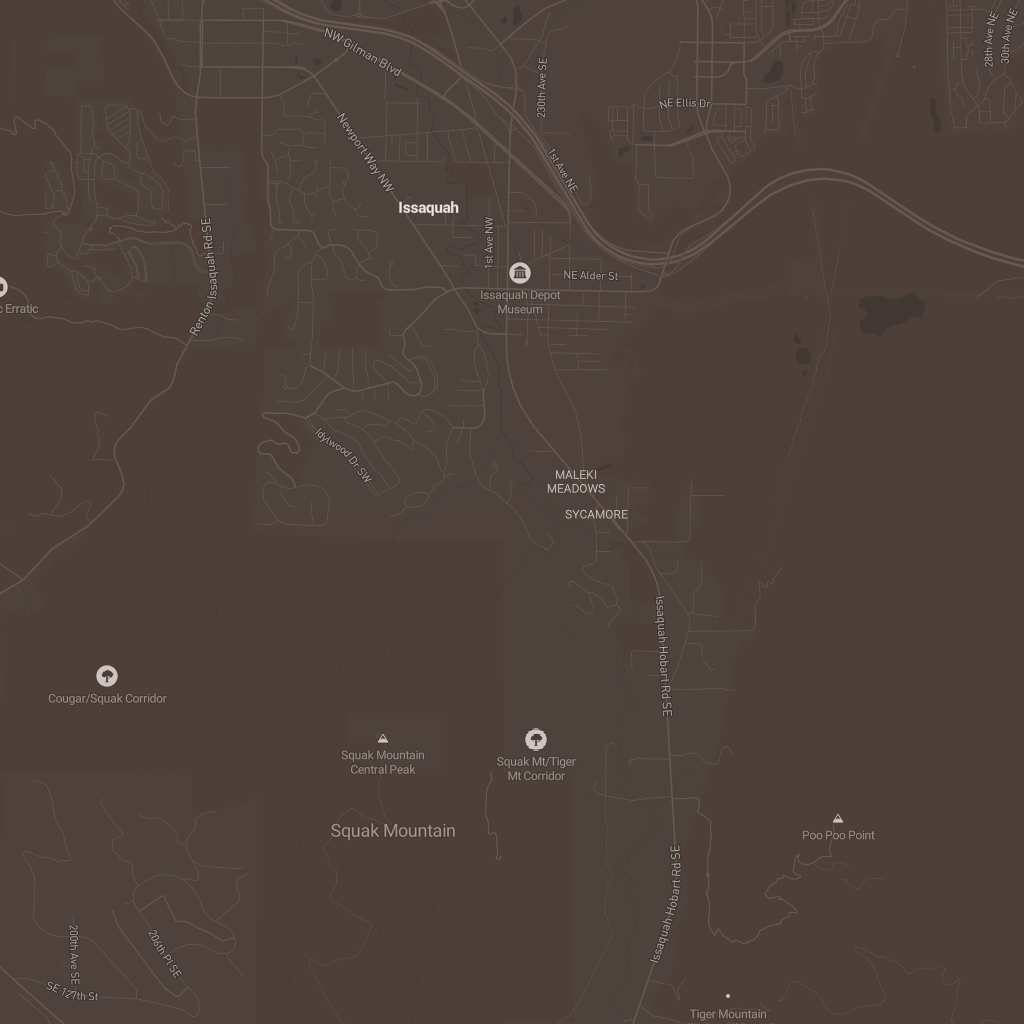 NW Gilman Blvd
230th Ave SE
28th Ave NE
30th Ave NE
NE Ellis Dr
Newport Way NW
1st Ave NE
Issaquah
Renton Issaquah Rd SE
1st Ave NW
NE Alder St
Issaquah Depot
Museum
c Erratic
Idylwood Dr SW
MALEKI
MEADOWS
SYCAMORE
Issaquah Hobart Rd SE
Cougar/Squak Corridor
Squak Mountain
Central Peak
Squak Mt/Tiger
Mt Corridor
Squak Mountain
Poo Poo Point
Issaquah Hobart Rd SE
200th Ave SE
206th Pl SE
SE 127th St
Tiger Mountain